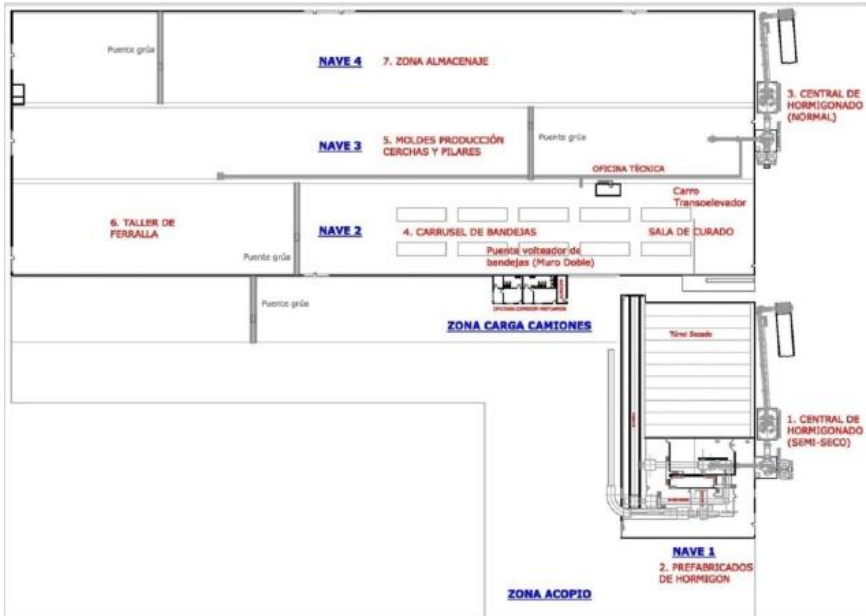 Puente grúa
NAVE 4
7. ZONA ALMACENAJE
3. CENTRAL DE
HORMIGONADO
(NORMAL)
NAVE 3
5. MOLDES PRODUCCIÓN
CERCHAS Y PILARES
Puente grúa
OFICINA TÉCNICA
Carro
Transoelevador
6. TALLER DE
FERRALLA
NAVE 2
4. CARRUSEL DE BANDEJAS
SALA DE CURADO
Puente grúa
Puente volteador de
bandejas (Muro Doble)
Puente grúa
ZONA CARGA CAMIONES
Túnel Secado
1. CENTRAL DE
HORMIGONADO
(SEMI-SECO)
NAVE 1
2. PREFABRICADOS
DE HORMIGON
ZONA ACOPIO